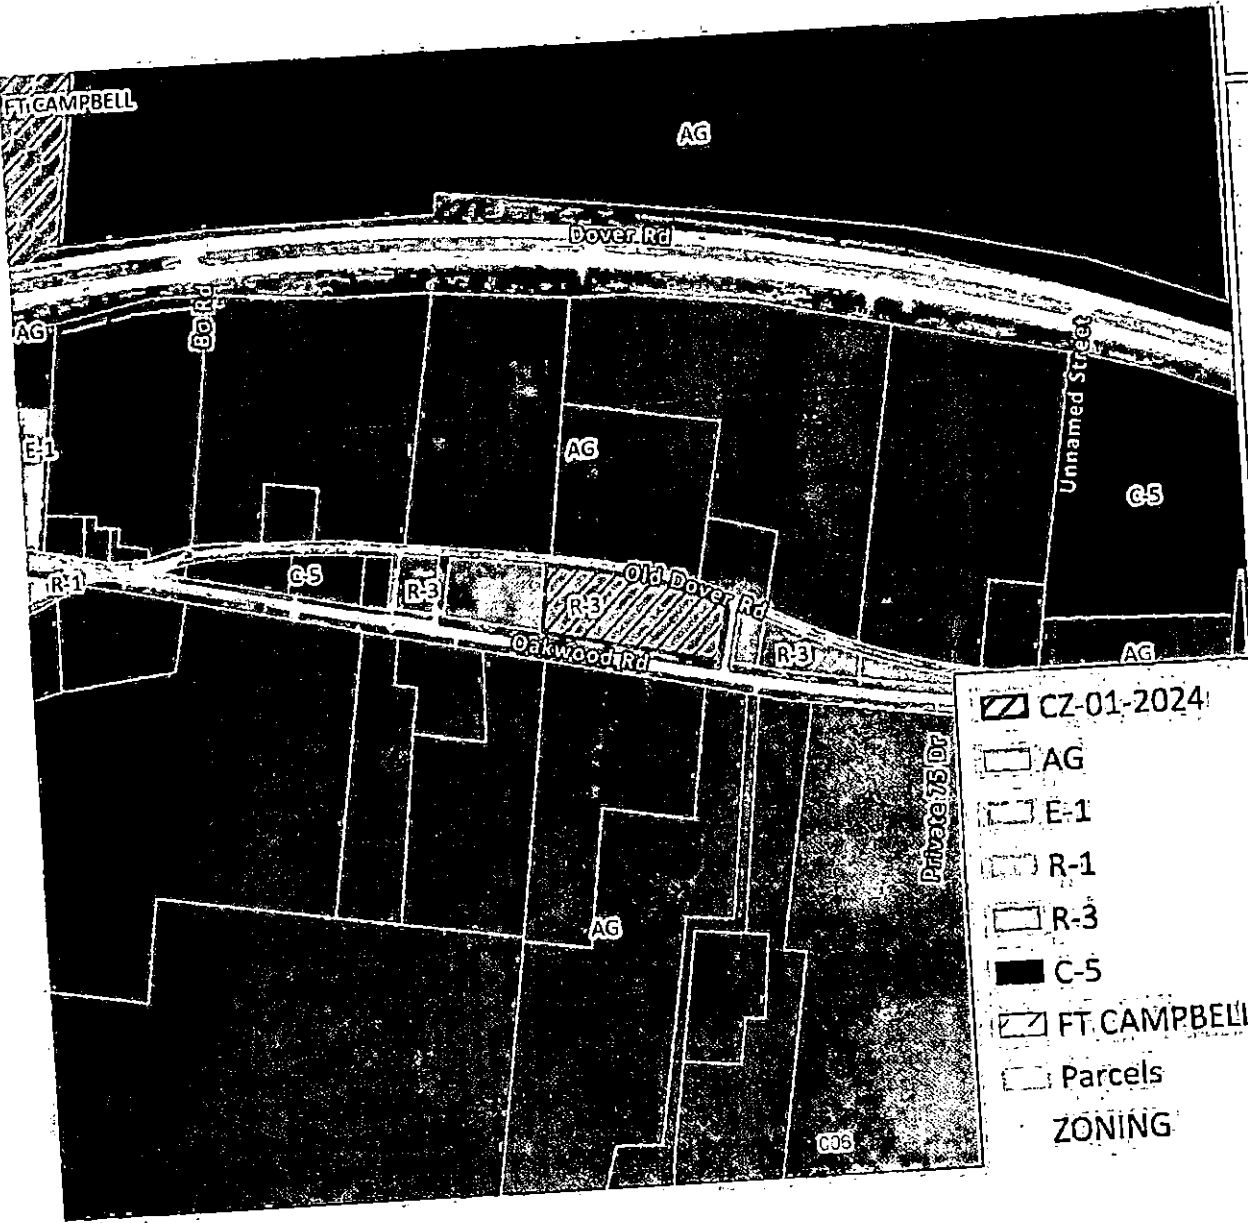 FT CAMPBELL
AG
Dover Rd
AG
Bo Rd
Unnamed Street
E-1
AG
C-5
R-1
C-5
R-3
R-3
Old Dover Rd
Oakwood Rd
R-3
AG
Private 75 Dr
AG
CZ-01-2024
AG
E-1
R-1
R-3
C-5
FT CAMPBELL
Parcels
ZONING